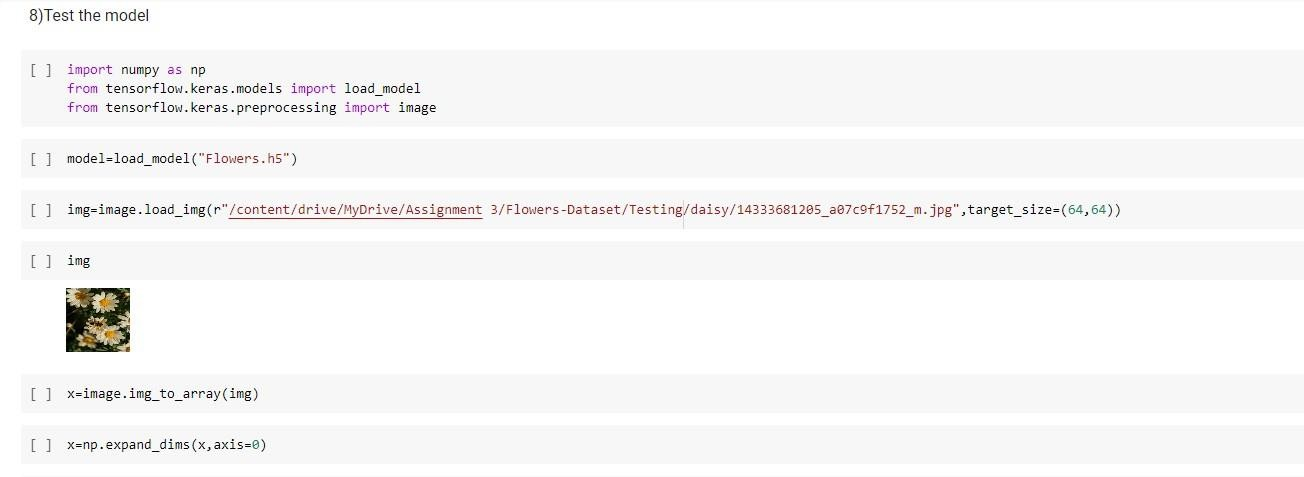 8)Test the model
[ ] import numpy as np
from tensorflow.keras.models import load_model
from tensorflow.keras.preprocessing import image
[ ] model=load_model("Flowers.h5")
[ ] img=image.load_img(r"/content/drive/MyDrive/Assignment 3/Flowers-Dataset/Testing/daisy/14333681205_a07c9f1752_m.jpg",target_size=(64,64))
[ ] img
[ ] x=image.img_to_array(img)
[ ] x=np.expand_dims(x,axis=0)